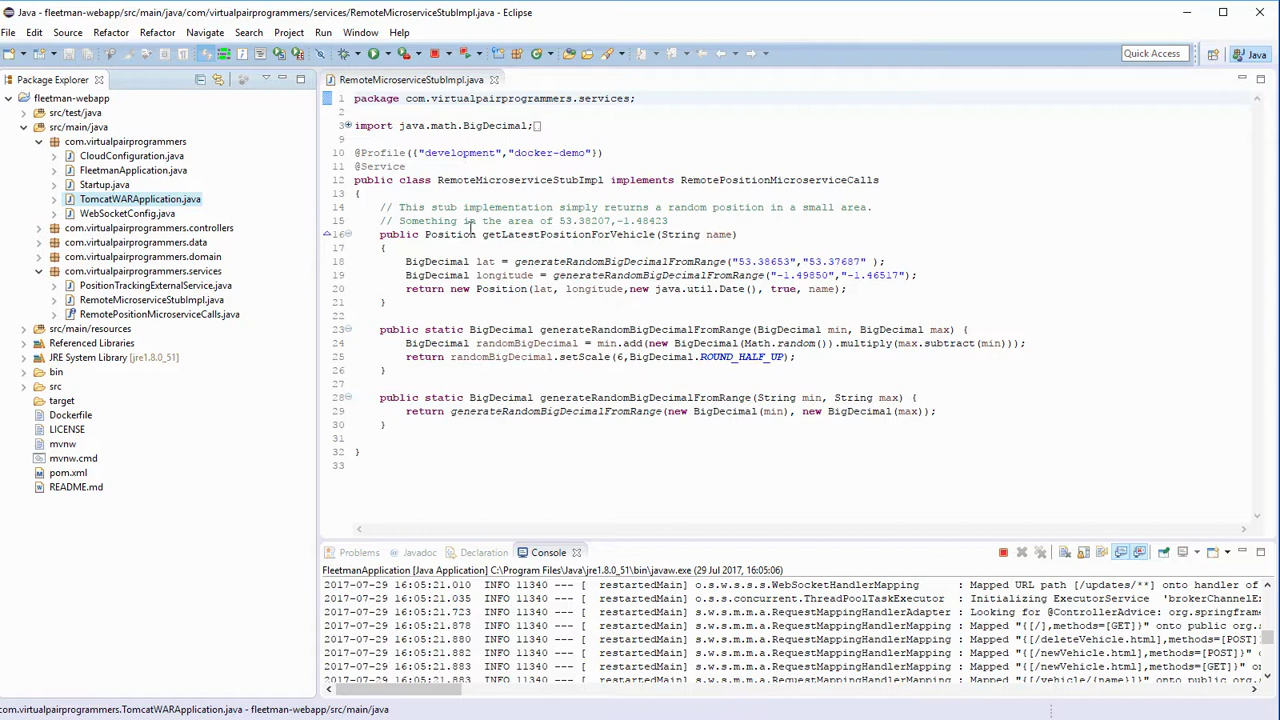 Java - fleetman-webapp/src/main/java/com/virtualpairprogrammers/services/RemoteMicroserviceStubImpl.java - Eclipse
File Edit Source Refactor Refactor Navigate Search Project Run Window Help
Quick Access
Java
Package Explorer
fleetman-webapp
src/test/java
src/main/java
com.virtualpairprogrammers
CloudConfiguration.java
FleetmanApplication.java
Startup.java
TomcatWARApplication.java
WebSocketConfig.java
com.virtualpairprogrammers.controllers
com.virtualpairprogrammers.data
com.virtualpairprogrammers.domain
com.virtualpairprogrammers.services
PositionTrackingExternalService.java
RemoteMicroserviceStubImpl.java
RemotePositionMicroserviceCalls.java
src/main/resources
Referenced Libraries
JRE System Library [jre1.8.0_51]
bin
src
target
Dockerfile
LICENSE
mvnw
mvnw.cmd
pom.xml
README.md
RemoteMicroserviceStubImpl.java
1 package com.virtualpairprogrammers.services;
2
3 import java.math.BigDecimal;
9
10 @Profile({"development","docker-demo"})
11 @Service
12 public class RemoteMicroserviceStubImpl implements RemotePositionMicroserviceCalls
13 {
14 // This stub implementation simply returns a random position in a small area.
15 // Something in the area of 53.38207,-1.48423
16 public Position getLatestPositionForVehicle(String name)
17 {
18 BigDecimal lat = generateRandomBigDecimalFromRange("53.38653","53.37687" );
19 BigDecimal longitude = generateRandomBigDecimalFromRange("-1.49850","-1.46517");
20 return new Position(lat, longitude,new java.util.Date(), true, name);
21 }
22
23 public static BigDecimal generateRandomBigDecimalFromRange(BigDecimal min, BigDecimal max) {
24 BigDecimal randomBigDecimal = min.add(new BigDecimal(Math.random()).multiply(max.subtract(min)));
25 return randomBigDecimal.setScale(6,BigDecimal.ROUND_HALF_UP);
26 }
27
28 public static BigDecimal generateRandomBigDecimalFromRange(String min, String max) {
29 return generateRandomBigDecimalFromRange(new BigDecimal(min), new BigDecimal(max));
30 }
31
32 }
33
Problems Javadoc Declaration Console
FleetmanApplication [Java Application] C:\Program Files\Java\jre1.8.0_51\bin\javaw.exe (29 Jul 2017, 16:05:06)
2017-07-29 16:05:21.010 INFO 11340 --- [ restartedMain] o.s.w.s.s.s.WebSocketHandlerMapping : Mapped URL path [/updates/**] onto handler of
2017-07-29 16:05:21.035 INFO 11340 --- [ restartedMain] o.s.concurrent.ThreadPoolTaskExecutor : Initializing ExecutorService 'brokerChannelE
2017-07-29 16:05:21.723 INFO 11340 --- [ restartedMain] s.w.s.m.m.a.RequestMappingHandlerAdapter : Looking for @ControllerAdvice: org.springframe
2017-07-29 16:05:21.878 INFO 11340 --- [ restartedMain] s.w.s.m.m.a.RequestMappingHandlerMapping : Mapped "{[/],methods=[GET]}" onto public org.
2017-07-29 16:05:21.880 INFO 11340 --- [ restartedMain] s.w.s.m.m.a.RequestMappingHandlerMapping : Mapped "{[/deleteVehicle.html],methods=[POST]
2017-07-29 16:05:21.882 INFO 11340 --- [ restartedMain] s.w.s.m.m.a.RequestMappingHandlerMapping : Mapped "{[/newVehicle.html],methods=[POST]}"
2017-07-29 16:05:21.882 INFO 11340 --- [ restartedMain] s.w.s.m.m.a.RequestMappingHandlerMapping : Mapped "{[/newVehicle.html],methods=[GET]}" o
2017-07-29 16:05:21.883 INFO 11340 --- [ restartedMain] s.w.s.m.m.a.RequestMappingHandlerMapping : Mapped "{[/vehicle/{name}]
com.virtualpairprogrammers.TomcatWARApplication.java - fleetman-webapp/src/main/java